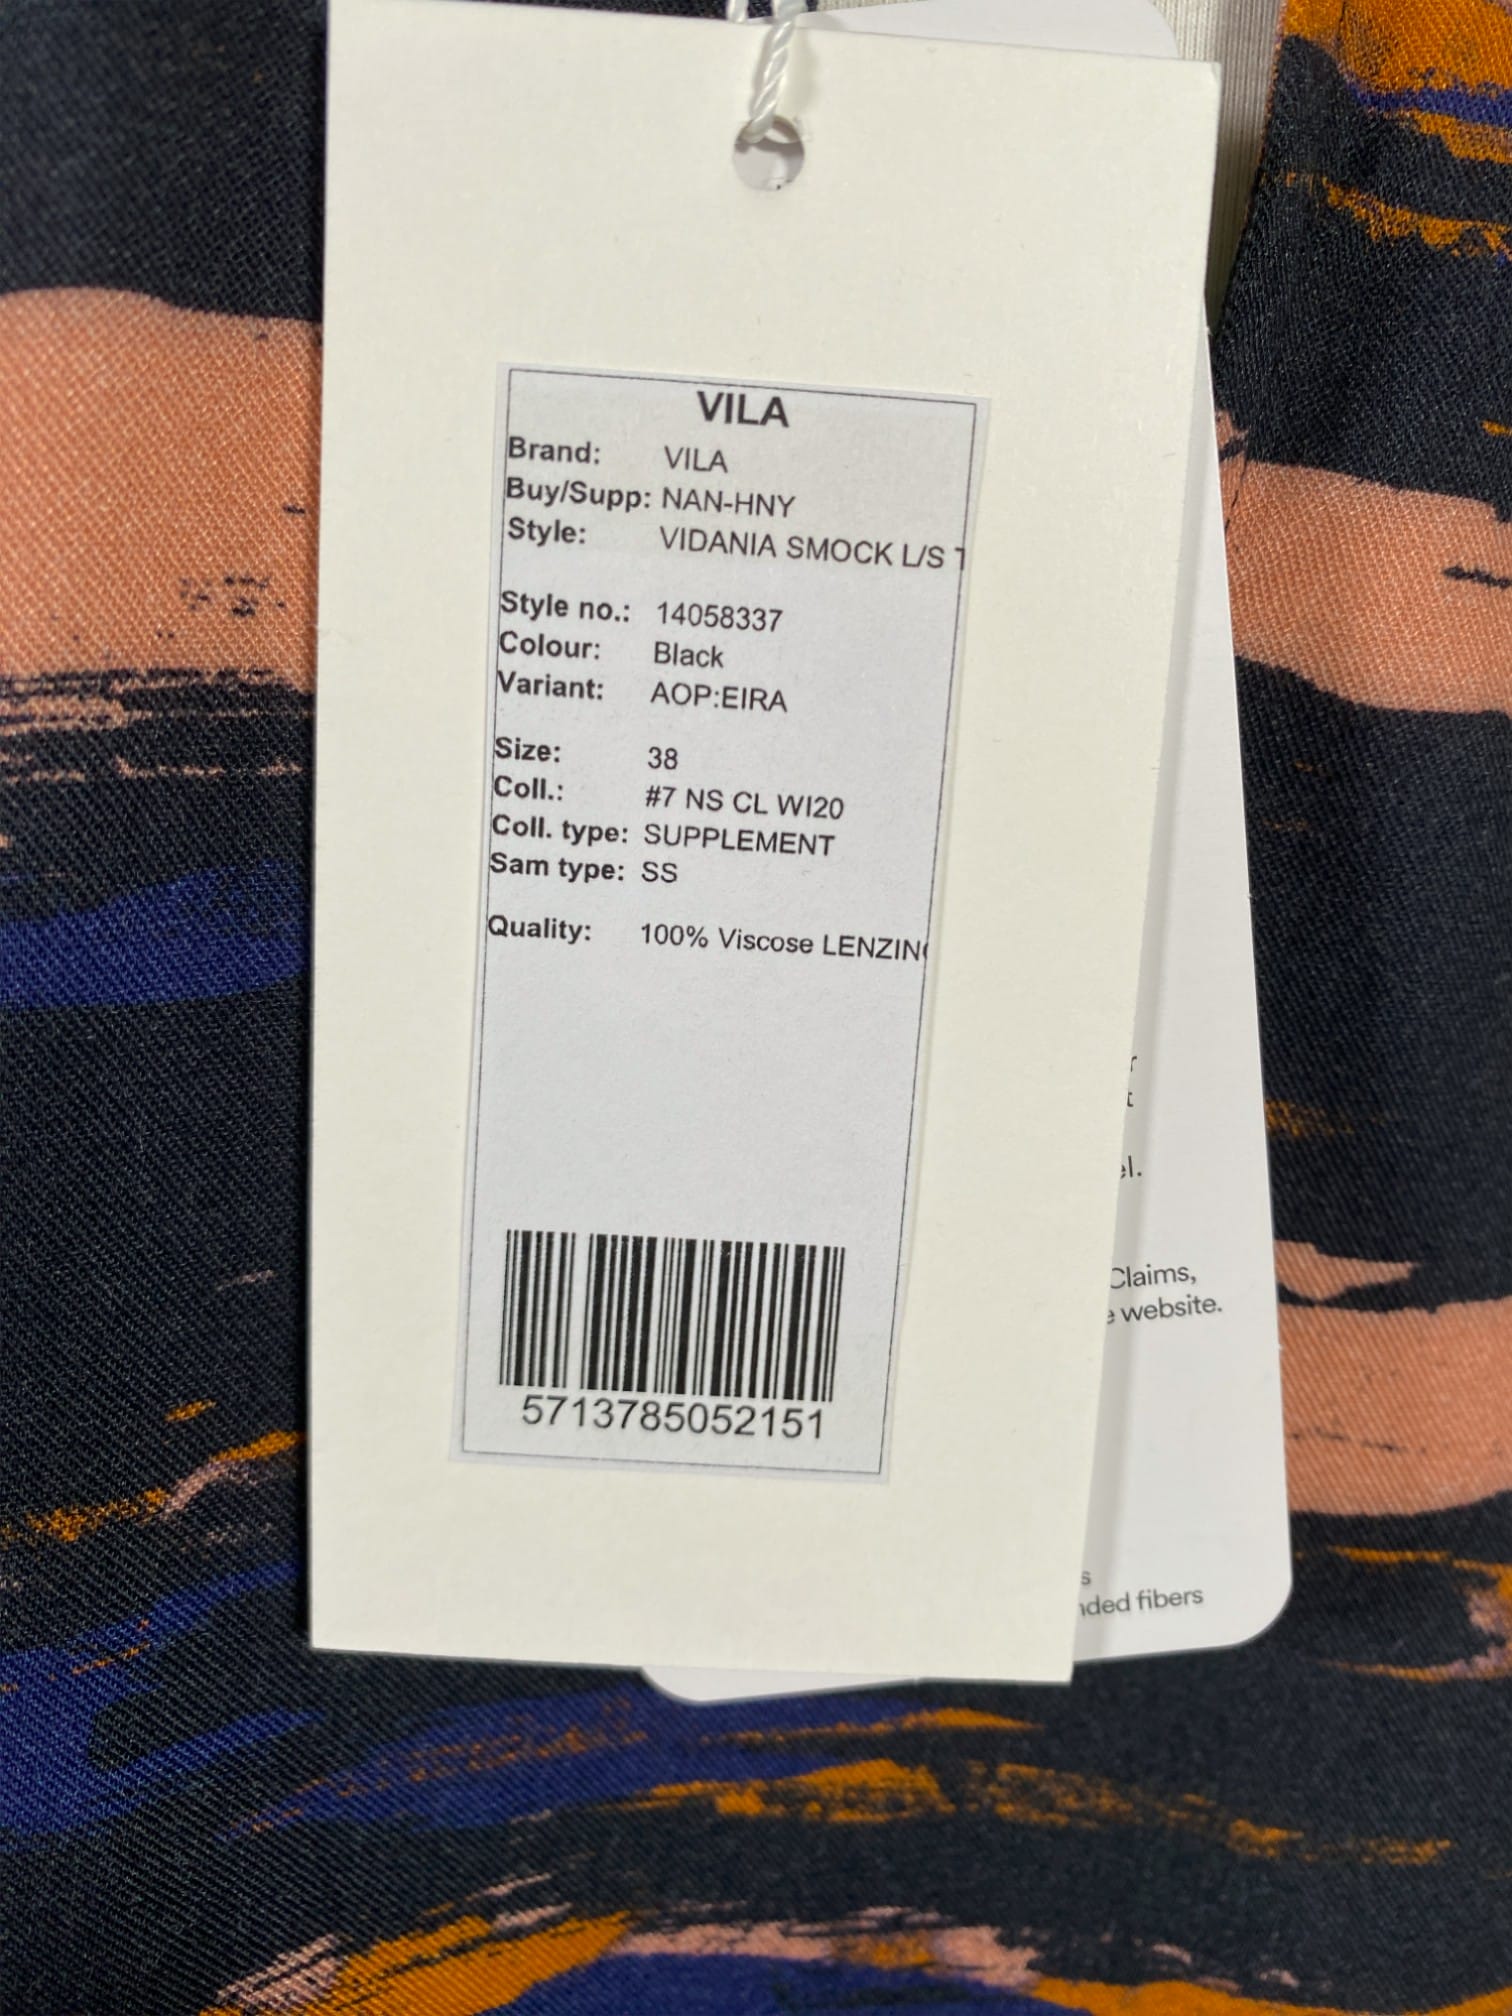 VILA
Brand: VILA
Buy/Supp: NAN-HNY
Style: VIDANIA SMOCK L/S
Style no.: 14058337
Colour: Black
Variant: AOP:EIRA
Size: 38
Coll.: #7 NS CL WI20
Coll. type: SUPPLEMENT
Sam type: SS
Quality: 100% Viscose LENZIN
5713785052151
Claims,
website.
fibers